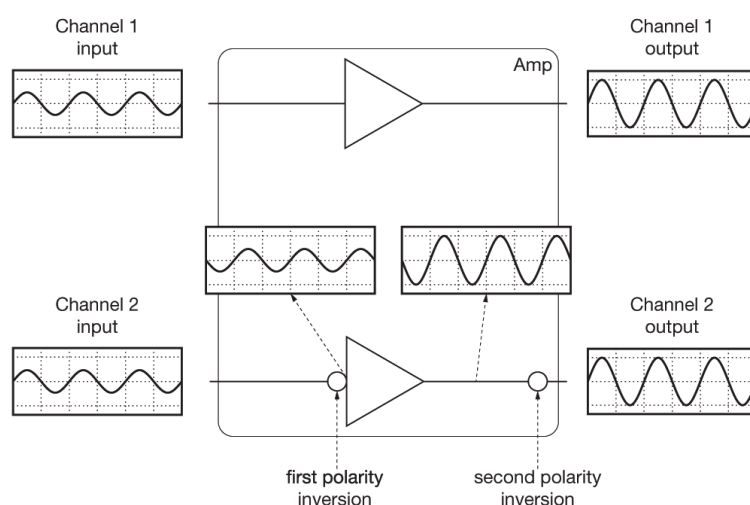 Channel 1
input
Channel 1
output
Amp
Channel 2
input
Channel 2
output
first polarity
inversion
second polarity
inversion